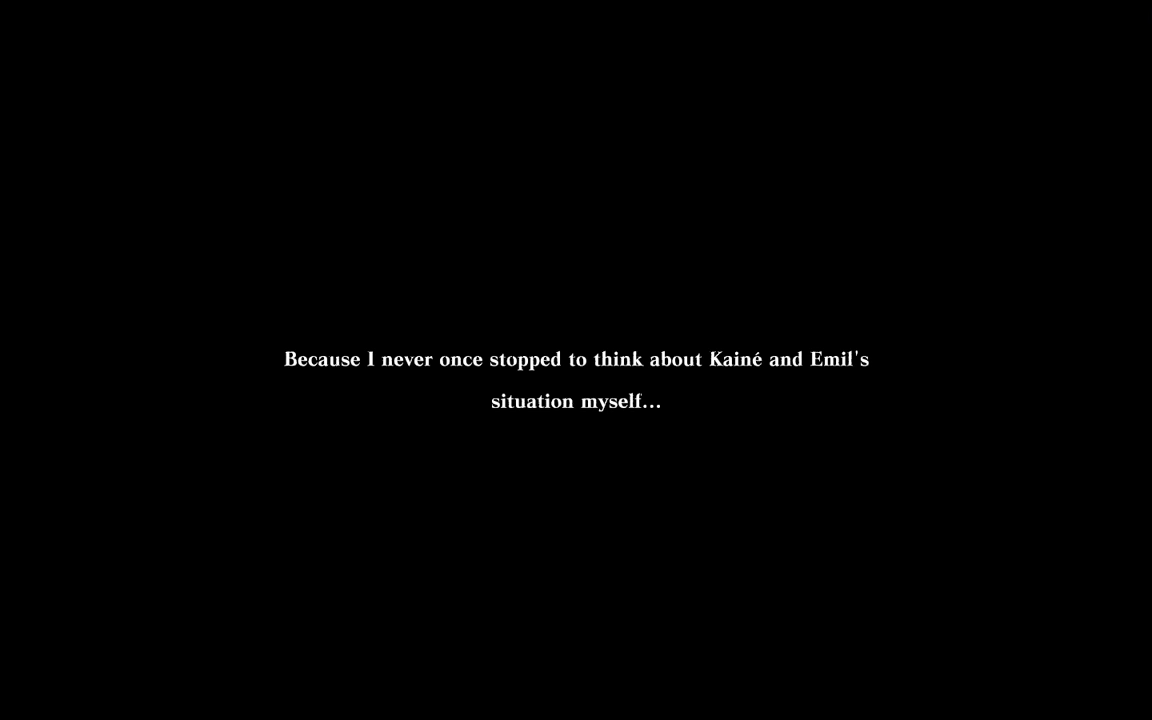 Because I never once stopped to think about Kainé and Emil's
situation myself...